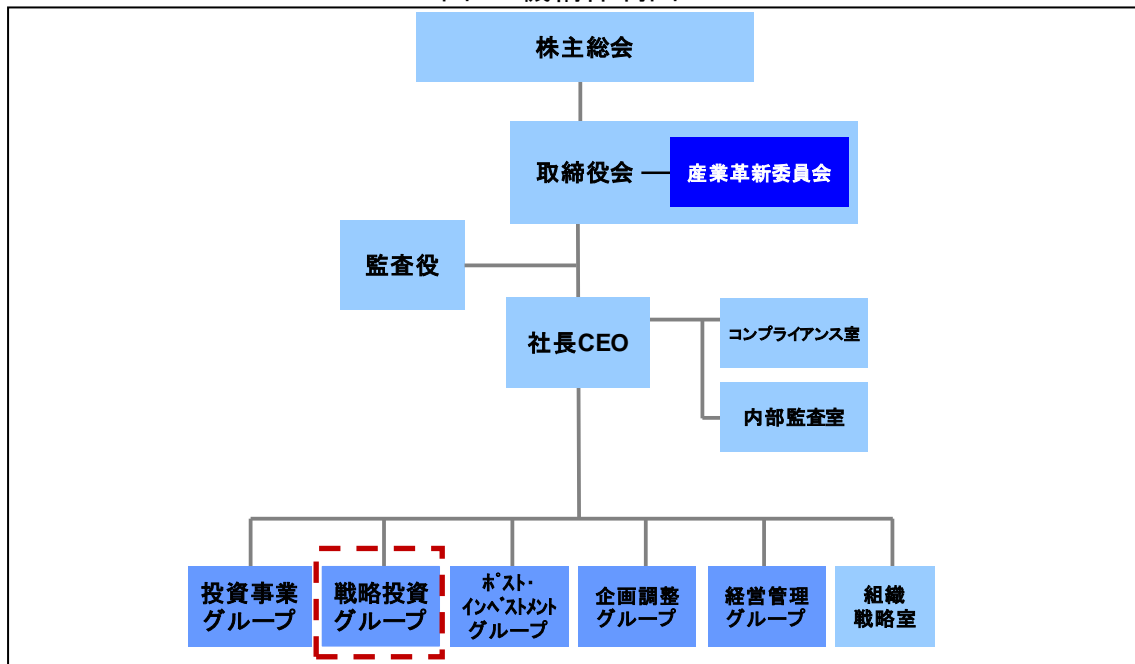 株主総会
取締役会
産業革新委員会
監査役
社長CEO
コンプライアンス室
内部監査室
投資事業
グループ
戦略投資
グループ
ポスト・
インベストメント
グループ
企画調整
グループ
経営管理
グループ
組織
戦略室